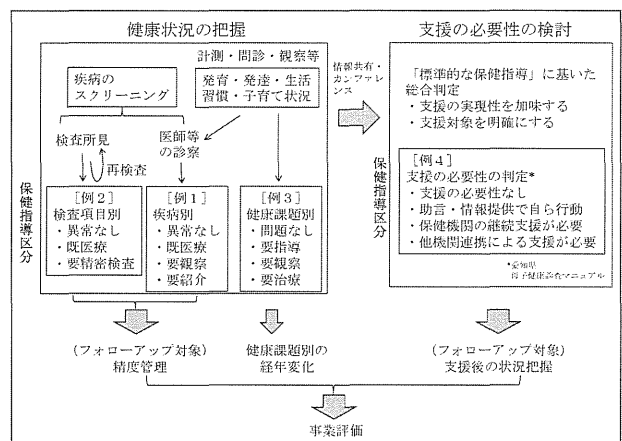 健康状況の把握
計測・問診・観察等
疾病の
スクリーニング
発育・発達・生活
習慣・子育て状況
検査所見
再検査
医師等
の診察
保健指導区分
[例2]
検査項目別
・異常なし
・既医療
・要精密検査
[例1]
疾病別
・異常なし
・既医療
・要観察
・要紹介
[例3]
健康課題別
・問題なし
・要指導
・要観察
・要治療
情報共有・
カンファレ
ンス
支援の必要性の検討
「標準的な保健指導」に基いた
総合判定
・支援の実現性を加味する
・支援対象を明確にする
保健指導区分
[例4]
支援の必要性の判定*
・支援の必要性なし
・助言・情報提供で自ら行動
・保健機関の継続支援が必要
・他機関連携による支援が必要
*愛知県
母子健康診査マニュアル
(フォローアップ対象)
精度管理
健康課題別の
経年変化
(フォローアップ対象)
支援後の状況把握
事業評価